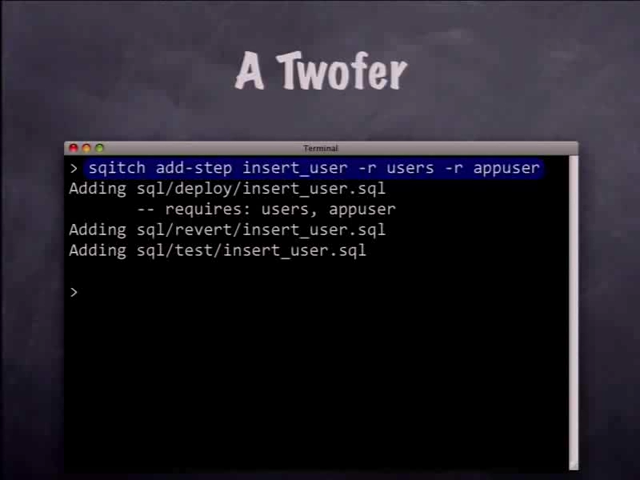 A Twofer
Terminal
> sqitch add-step insert_user -r users -r appuser
Adding sql/deploy/insert_user.sql
-- requires: users, appuser
Adding sql/revert/insert_user.sql
Adding sql/test/insert_user.sql
>